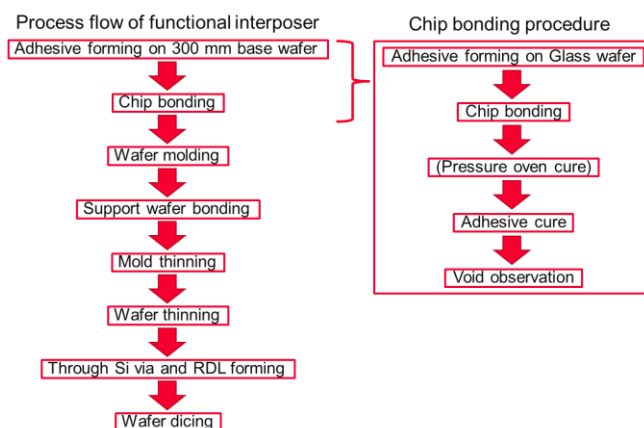 Process flow of functional interposer
Adhesive forming on 300 mm base wafer
Chip bonding
Wafer molding
Support wafer bonding
Mold thinning
Wafer thinning
Through Si via and RDL forming
Wafer dicing
Chip bonding procedure
Adhesive forming on Glass wafer
Chip bonding
(Pressure oven cure)
Adhesive cure
Void observation